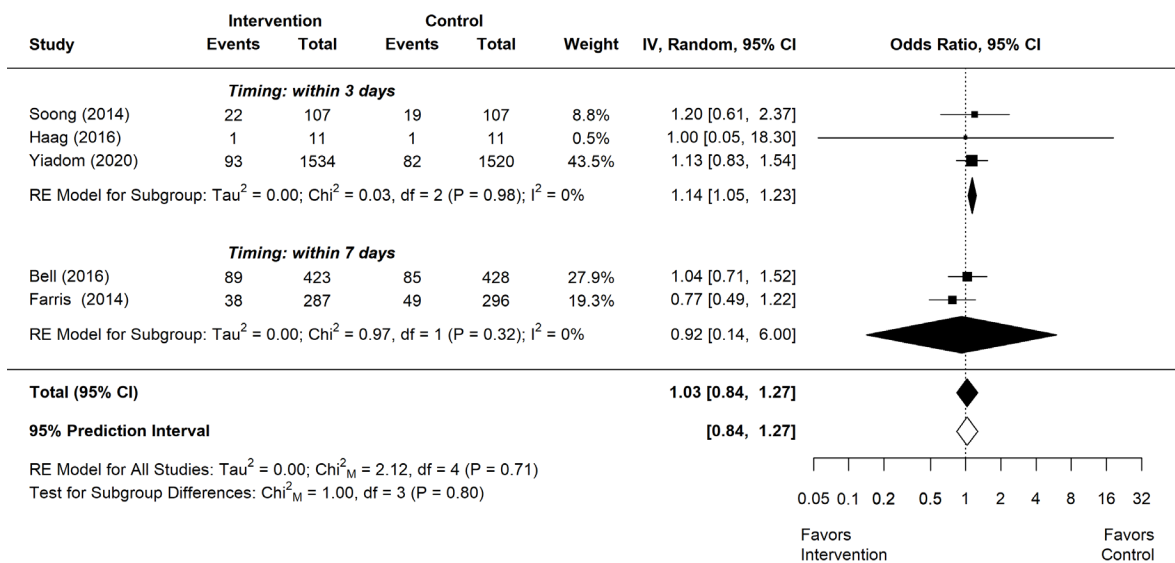 Intervention Control
Study Events Total Events Total Weight IV, Random, 95% CI Odds Ratio, 95% CI
Timing: within 3 days
Soong (2014) 22 107 19 107 8.8% 1.20 [0.61, 2.37]
Haag (2016) 1 11 1 11 0.5% 1.00 [0.05, 18.30]
Yiadom (2020) 93 1534 82 1520 43.5% 1.13 [0.83, 1.54]
RE Model for Subgroup: Tau² = 0.00; Chi² = 0.03, df = 2 (P = 0.98); I² = 0% 1.14 [1.05, 1.23]
Timing: within 7 days
Bell (2016) 89 423 85 428 27.9% 1.04 [0.71, 1.52]
Farris (2014) 38 287 49 296 19.3% 0.77 [0.49, 1.22]
RE Model for Subgroup: Tau² = 0.00; Chi² = 0.97, df = 1 (P = 0.32); I² = 0% 0.92 [0.14, 6.00]
Total (95% CI) 1.03 [0.84, 1.27]
95% Prediction Interval [0.84, 1.27]
RE Model for All Studies: Tau² = 0.00; Chi²M = 2.12, df = 4 (P = 0.71)
Test for Subgroup Differences: Chi²M = 1.00, df = 3 (P = 0.80)
0.05 0.1 0.2 0.5 1 2 4 8 16 32
Favors Favors
Intervention Control